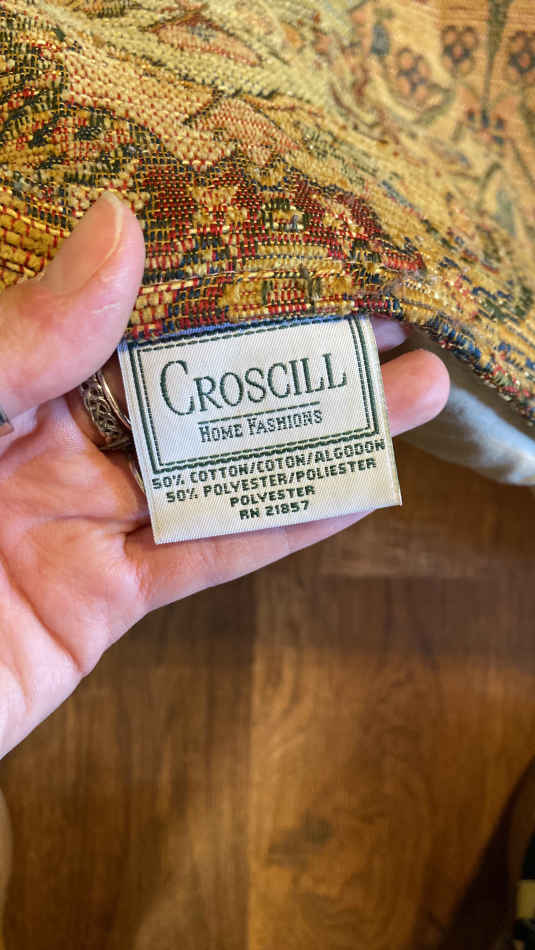 CROSCILL
HOME FASHIONS
50% COTTON/COTON/ALGODON
50% POLYESTER/POLIESTER
POLYESTER
RN 21857